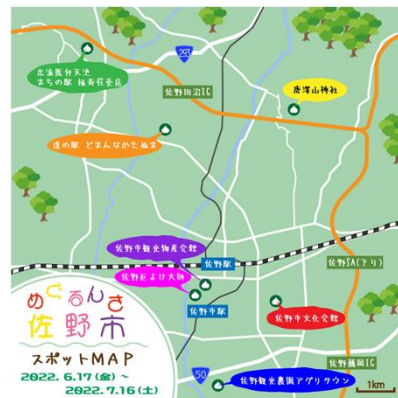 293
出流原弁天池
まちの駅 福寿荘売店
佐野田沼IC
唐澤山神社
道の駅 どまんなかたぬま
佐野市観光物産会館
佐野駅
佐野SA(下り)
佐野厄よけ大師
佐野市駅
佐野市文化会館
めぐるんさ
佐野市
スポットMAP
2022.6.17(金)~
2022.7.16(土)
佐野藤岡IC
50
佐野観光農園アグリタウン
1km